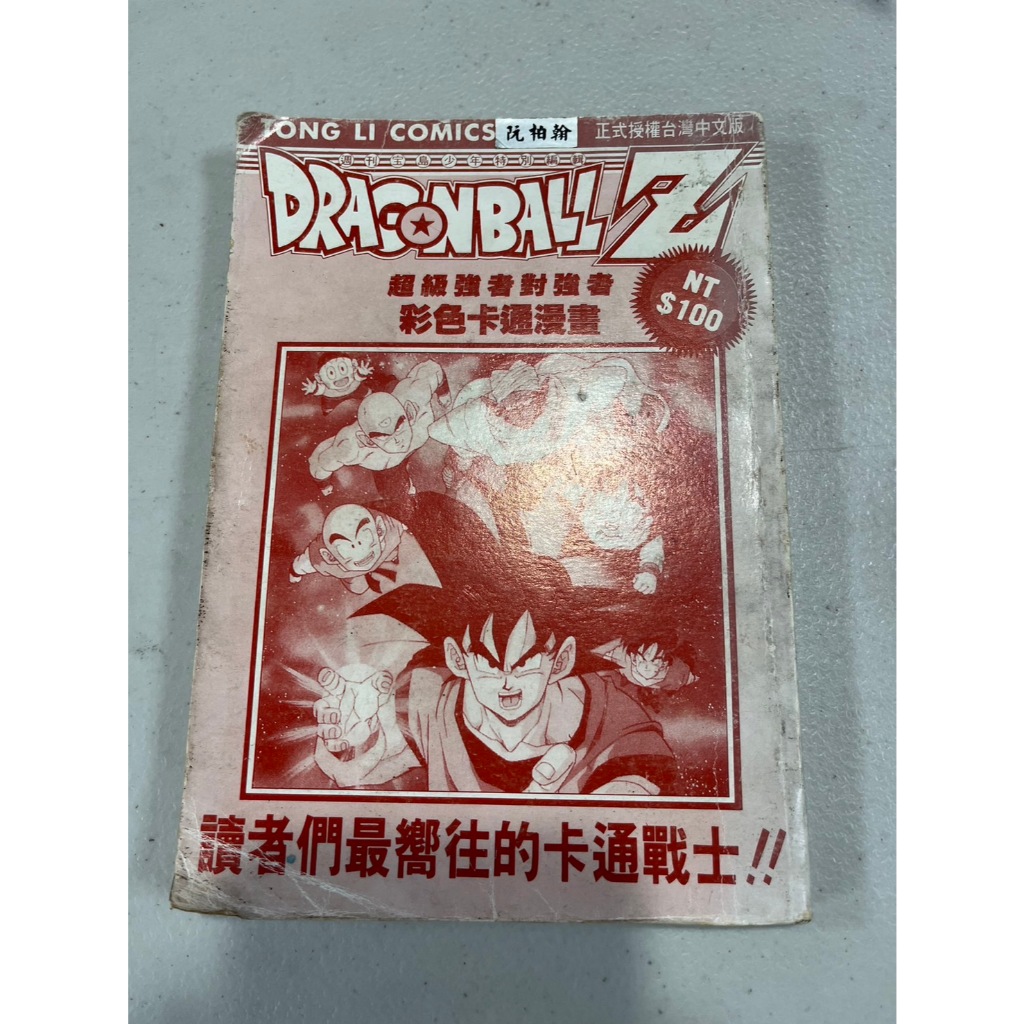 TONG LI COMICS 阮柏翰 正式授權台灣中文版
週刊宝島少年特別編輯
DRAGONBALL Z
超級強者對強者
彩色卡通漫畫
NT
$100
讀者們最嚮往的卡通戰士!!